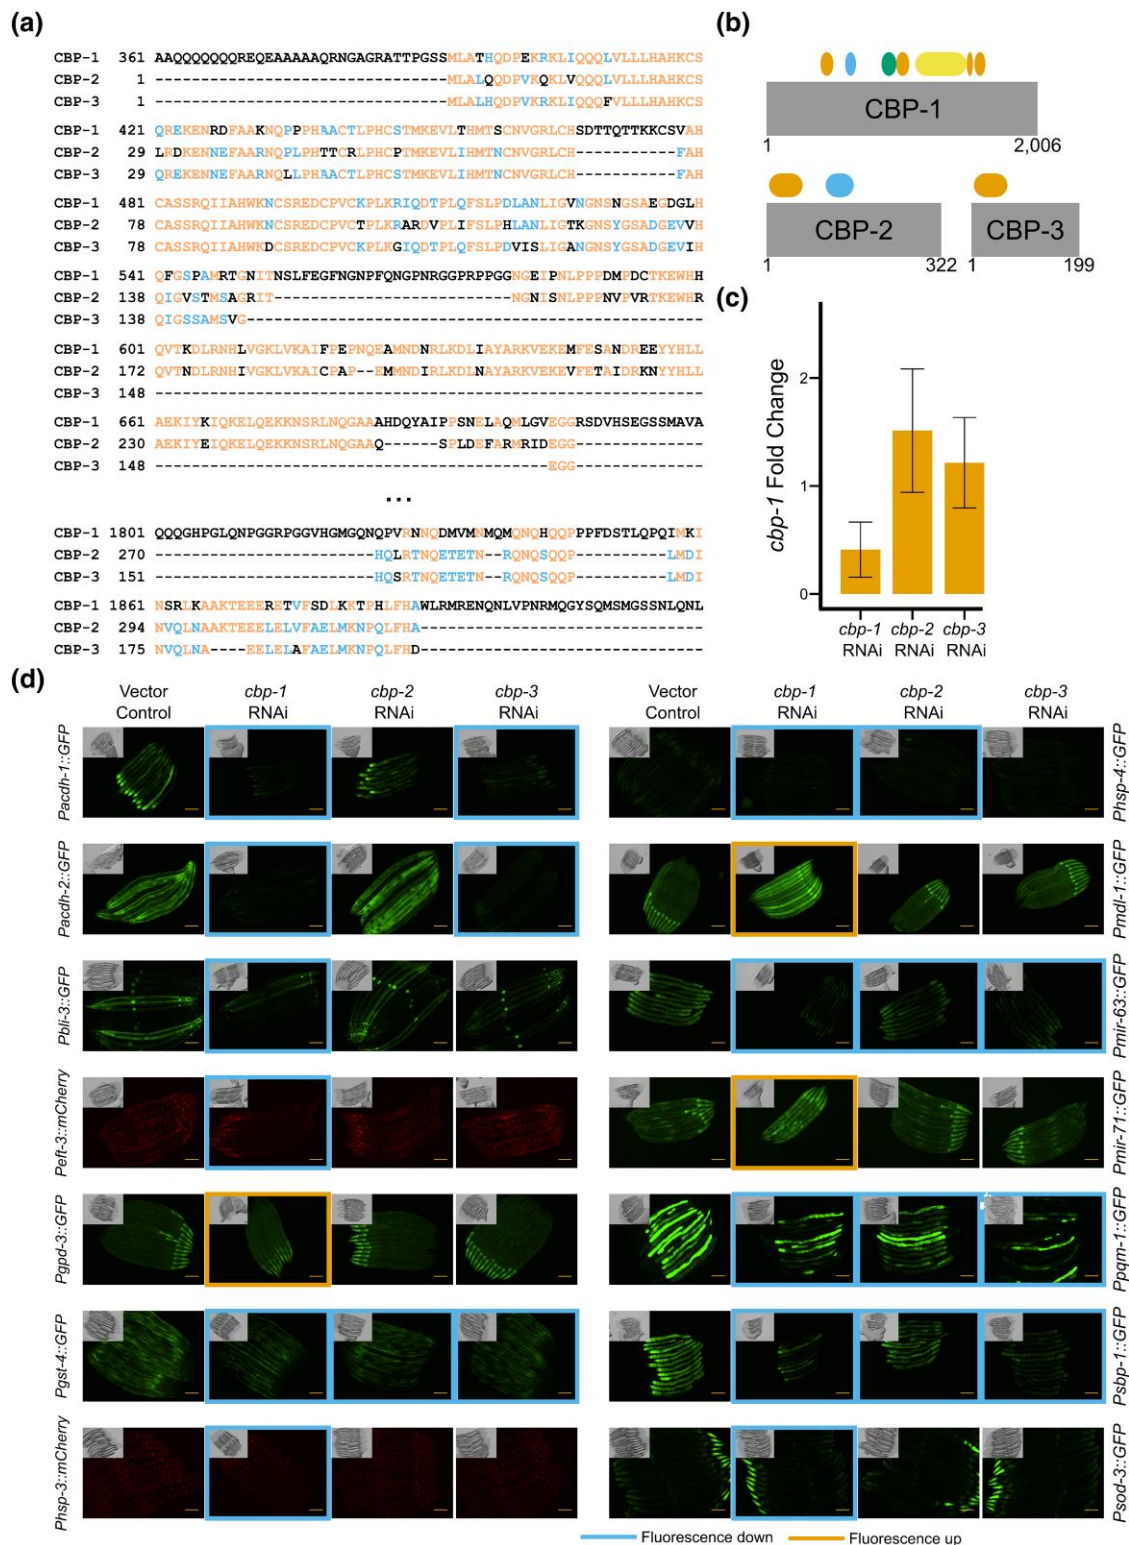 (a)
CBP-1 361 AAQQQQQQQREQEAAAAAQRNGAGRATTPGSSMLATHQDPEKRKLIQQQLVLLLHAHKCS
CBP-2 1 --------------------------------MLALQQDPVKQKLVQQQLVLLLHAHKCS
CBP-3 1 --------------------------------MLALHQDPVKRKLIQQQFVLLLHAHKCS
CBP-1 421 QREKENRDFAAKNQPPPHAACTLPHCSTMKEVLTHMTSCNVGRLCHSDTTQTTKKCSVAH
CBP-2 29 LRDKENNEFAARNQPLPHTTCRLPHCPTMKEVLIHMTNCNVGRLCH-----------FAH
CBP-3 29 QREKENNEFAARNQLLPHAACTLPHCSTMKEVLIHMTNCNVGRLCH-----------FAH
CBP-1 481 CASSRQIIAHWKNCSREDCPVCKPLKRIQDTPLQFSLPDLANLIGVNGNSNGSAEGDGLH
CBP-2 78 CASSRQIIAHWKNCSREDCPVCTPLKRARDVPLIFSLPHLANLIGTKGNSYGSADGEVVH
CBP-3 78 CASSRQIIAHWKDCSREDCPVCKPLKGIQDTPLQFSLPDVISLIGANGNSYGSADGEVIH
CBP-1 541 QFGSPAMRTGNITNSLFEGFNGNPFQNGPNRGGPRPPGGNGEIPNLPPPDMPDCTKEWHH
CBP-2 138 QIGVSTMSAGRIT--------------------------NGNISNLPPPNVPVRTKEWHR
CBP-3 138 QIGSSAMSVG--------------------------------------------------
CBP-1 601 QVTKDLRNHLVGKLVKAIFPEPNQEAMNDNRLKDLIAYARKVEKEMFESANDREEYYHLL
CBP-2 172 QVTNDLRNHIVGKLVKAICPAP--EMMNDIRLKDLNAYARKVEKEVFETAIDRKNYYHLL
CBP-3 148 ------------------------------------------------------------
CBP-1 661 AEKIYKIQKELQEKKNSRLNQGAAAHDQYAIPPSNELAQMLGVEGGRSDVHSEGSSMAVA
CBP-2 230 AEKIYEIQKELQEKKNSRLNQGAAQ------SPLDEFARMRIDEGG--------------
CBP-3 148 -------------------------------------------EGG--------------
...
CBP-1 1801 QQQGHPGLQNPGGRPGGVHGMGQNQPVRNNQDMVMNMQMQNQHQQPPPFDSTLQPQIMKI
CBP-2 270 ------------------------HQLRTNQETETN--RQNQSQQP----------LMDI
CBP-3 151 ------------------------HQSRTNQETETN--RQNQSQQP----------LMDI
CBP-1 1861 NSRLKAAKTEEERETVFSDLKKTPHLFHAWLRMRENQNLVPNRMQGYSQMSMGSSNLQNL
CBP-2 294 NVQLNAAKTEEELELVFAELMKNPQLFHA-------------------------------
CBP-3 175 NVQLNA----EELELAFAELMKNPQLFHD-------------------------------
(b)
CBP-1
1 2,006
CBP-2 CBP-3
1 322 1 199
(c)
cbp-1 Fold Change
2
1
0
cbp-1 RNAi
cbp-2 RNAi
cbp-3 RNAi
(d)
Vector Control
cbp-1 RNAi
cbp-2 RNAi
cbp-3 RNAi
Vector Control
cbp-1 RNAi
cbp-2 RNAi
cbp-3 RNAi
Pacdh-1::GFP
Phsp-4::GFP
Pacdh-2::GFP
Pmdl-1::GFP
Pbli-3::GFP
Pmir-63::GFP
Peft-3::mCherry
Pmir-71::GFP
Pgpd-3::GFP
Ppqm-1::GFP
Pgst-4::GFP
Psbp-1::GFP
Phsp-3::mCherry
Psod-3::GFP
Fluorescence down
Fluorescence up